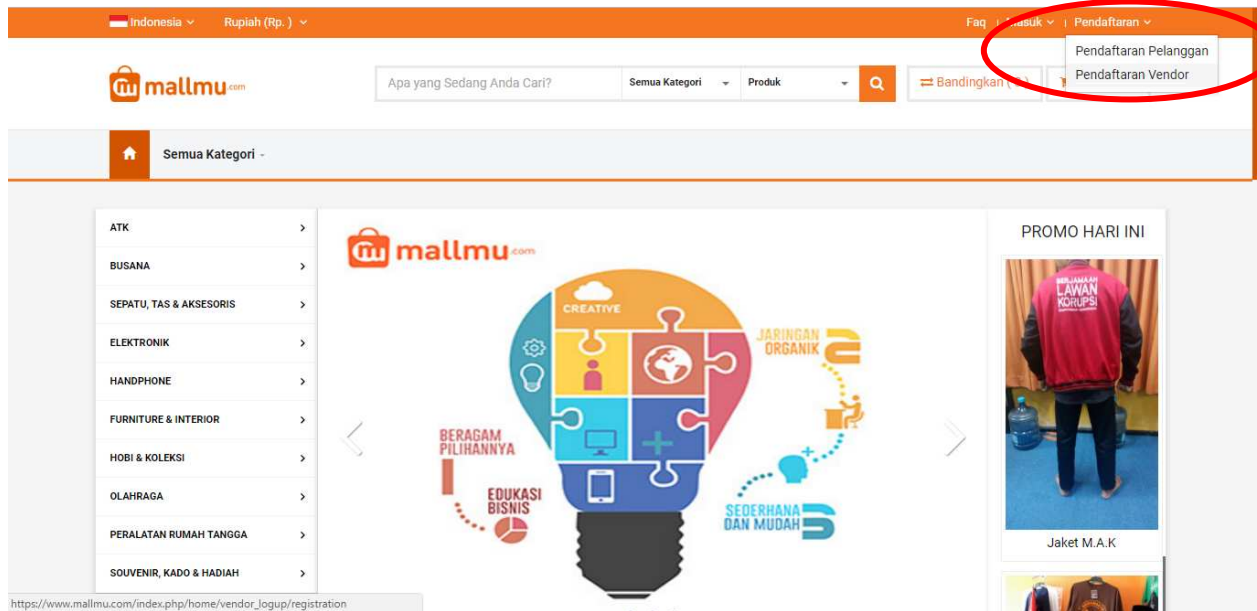 Indonesia Rupiah (Rp. ) Faq Masuk Pendaftaran
Pendaftaran Pelanggan
Pendaftaran Vendor
mallmu.com
Apa yang Sedang Anda Cari? Semua Kategori Produk
Bandingkan
Semua Kategori
ATK
BUSANA
SEPATU, TAS & AKSESORIS
ELEKTRONIK
HANDPHONE
FURNITURE & INTERIOR
HOBI & KOLEKSI
OLAHRAGA
PERALATAN RUMAH TANGGA
SOUVENIR, KADO & HADIAH
mallmu.com
CREATIVE
JARINGAN
ORGANIK
BERAGAM
PILIHANNYA
EDUKASI
BISNIS
SEDERHANA
DAN MUDAH
PROMO HARI INI
BERJAMAAH
LAWAN
KORUPSI
Jaket M.A.K
https://www.mallmu.com/index.php/home/vendor_logup/registration